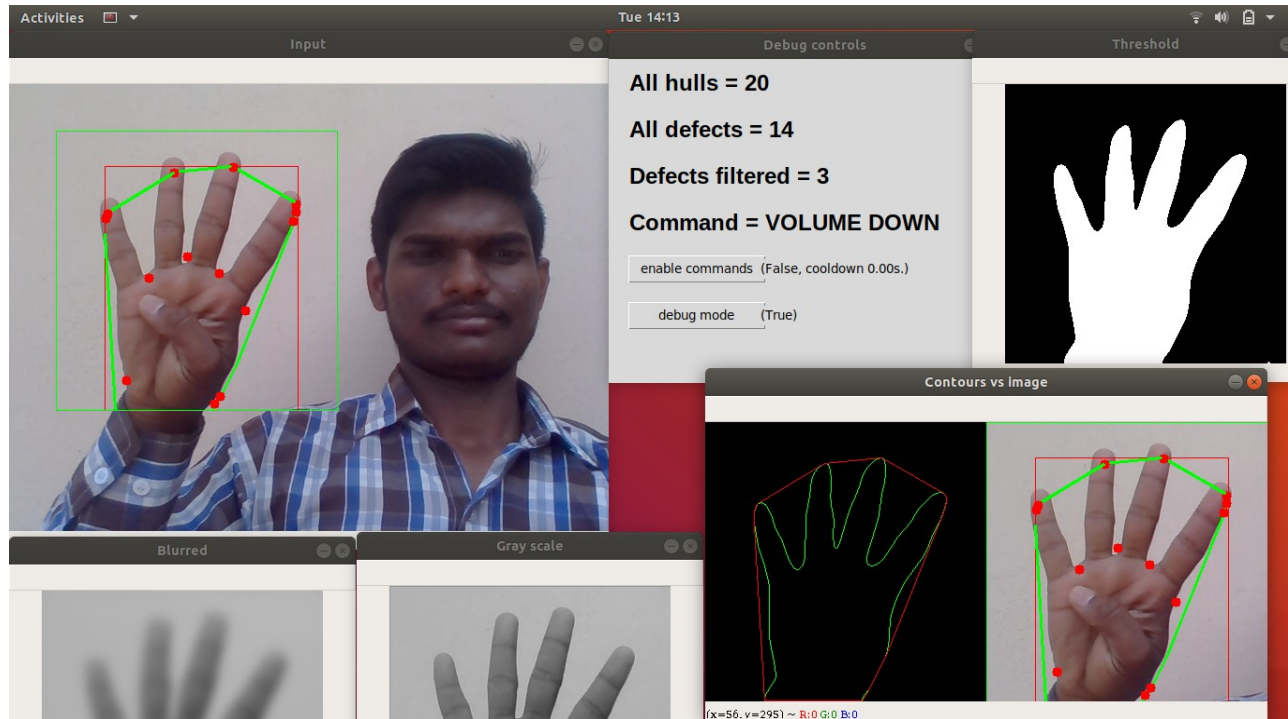 Activities
Tue 14:13
Input
Debug controls
Threshold
All hulls = 20
All defects = 14
Defects filtered = 3
Command = VOLUME DOWN
enable commands (False, cooldown 0.00s.)
debug mode (True)
Contours vs image
Blurred
Gray scale
(x=56, y=295) ~ R:0 G:0 B:0